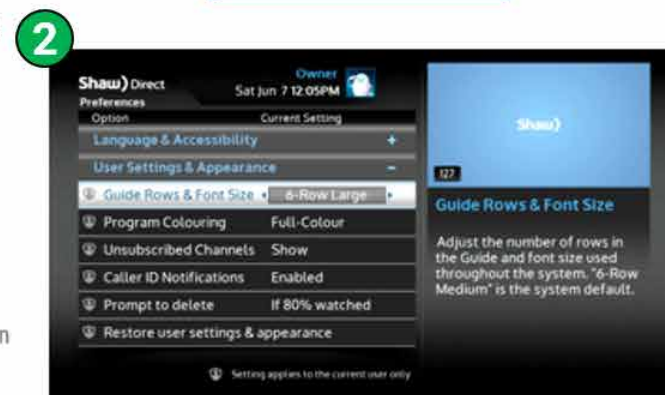 2
Shaw) Direct
Owner
Sat Jun 7 12:05PM
Preferences
Option Current Setting
Language & Accessibility +
User Settings & Appearance -
Guide Rows & Font Size 6-Row Large
Program Colouring Full-Colour
Unsubscribed Channels Show
Caller ID Notifications Enabled
Prompt to delete If 80% watched
Restore user settings & appearance
Setting applies to the current user only
Shaw)
127
Guide Rows & Font Size
Adjust the number of rows in
the Guide and font size used
throughout the system. "6-Row
Medium" is the system default.
n